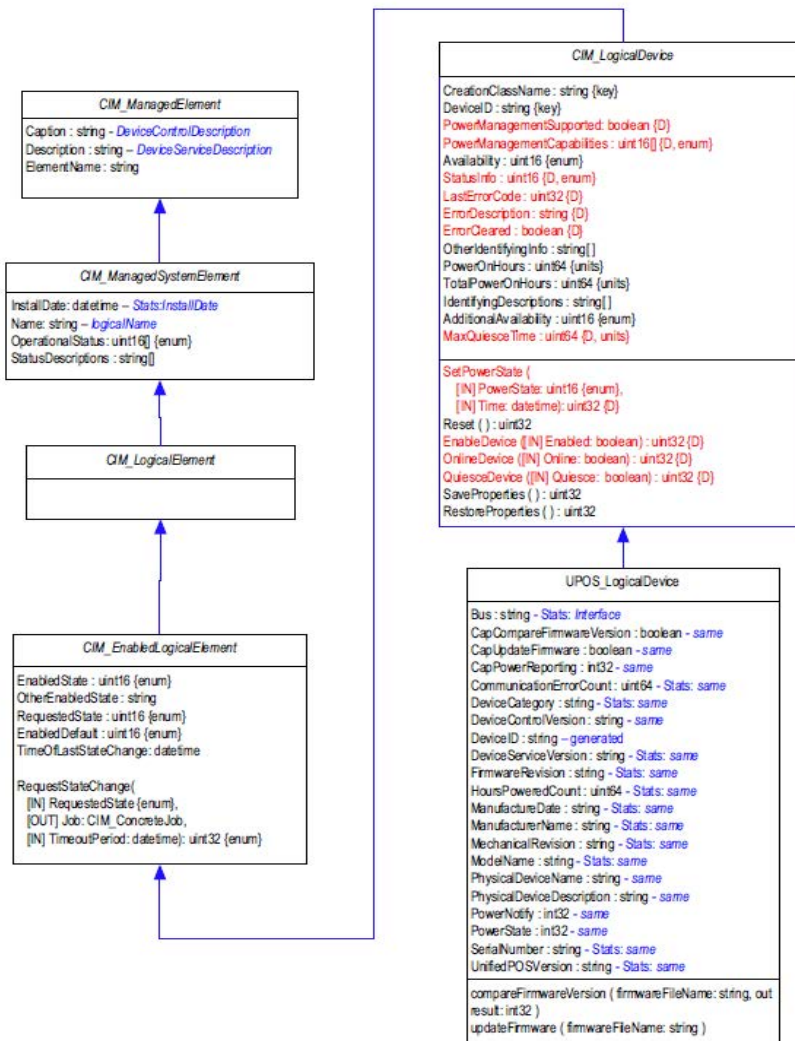 CIM_ManagedElement
Caption : string - DeviceControlDescription
Description : string – DeviceServiceDescription
ElementName : string
CIM_ManagedSystemElement
InstallDate: datetime – Stats:InstallDate
Name: string – logicalName
OperationalStatus: uint16[] {enum}
StatusDescriptions : string[]
CIM_LogicalElement
CIM_EnabledLogicalElement
EnabledState : uint16 {enum}
OtherEnabledState : string
RequestedState : uint16 {enum}
EnabledDefault : uint16 {enum}
TimeOfLastStateChange: datetime
RequestStateChange(
[IN] RequestedState {enum},
[OUT] Job: CIM_ConcreteJob,
[IN] TimeoutPeriod: datetime): uint32 {enum}
CIM_LogicalDevice
CreationClassName : string {key}
DeviceID : string {key}
PowerManagementSupported: boolean {D}
PowerManagementCapabilities : uint16[] {D, enum}
Availability : uint16 {enum}
StatusInfo : uint16 {D, enum}
LastErrorCode : uint32 {D}
ErrorDescription : string {D}
ErrorCleared : boolean {D}
OtherIdentifyingInfo : string[ ]
PowerOnHours : uint64 {units}
TotalPowerOnHours : uint64 {units}
IdentifyingDescriptions : string[ ]
AdditionalAvailability : uint16 {enum}
MaxQuiesceTime : uint64 {D, units}
SetPowerState (
[IN] PowerState: uint16 {enum},
[IN] Time: datetime): uint32 {D}
Reset ( ) : uint32
EnableDevice ([IN] Enabled: boolean) : uint32 {D}
OnlineDevice ([IN] Online: boolean) : uint32 {D}
QuiesceDevice ([IN] Quiesce: boolean) : uint32 {D}
SaveProperties ( ) : uint32
RestoreProperties ( ) : uint32
UPOS_LogicalDevice
Bus : string - Stats: Interface
CapCompareFirmwareVersion : boolean - same
CapUpdateFirmware : boolean - same
CapPowerReporting : int32 - same
CommunicationErrorCount : uint64 - Stats: same
DeviceCategory : string - Stats: same
DeviceControlVersion : string - same
DeviceID : string – generated
DeviceServiceVersion : string - Stats: same
FirmwareRevision : string - Stats: same
HoursPoweredCount : uint64 - Stats: same
ManufactureDate : string - Stats: same
ManufacturerName : string - Stats: same
MechanicalRevision : string - Stats: same
ModelName : string - Stats: same
PhysicalDeviceName : string - same
PhysicalDeviceDescription : string - same
PowerNotify : int32 - same
PowerState : int32 - same
SerialNumber : string - Stats: same
UnifiedPOSVersion : string - Stats: same
compareFirmwareVersion ( firmwareFileName: string, out
result: int32 )
updateFirmware ( firmwareFileName: string )